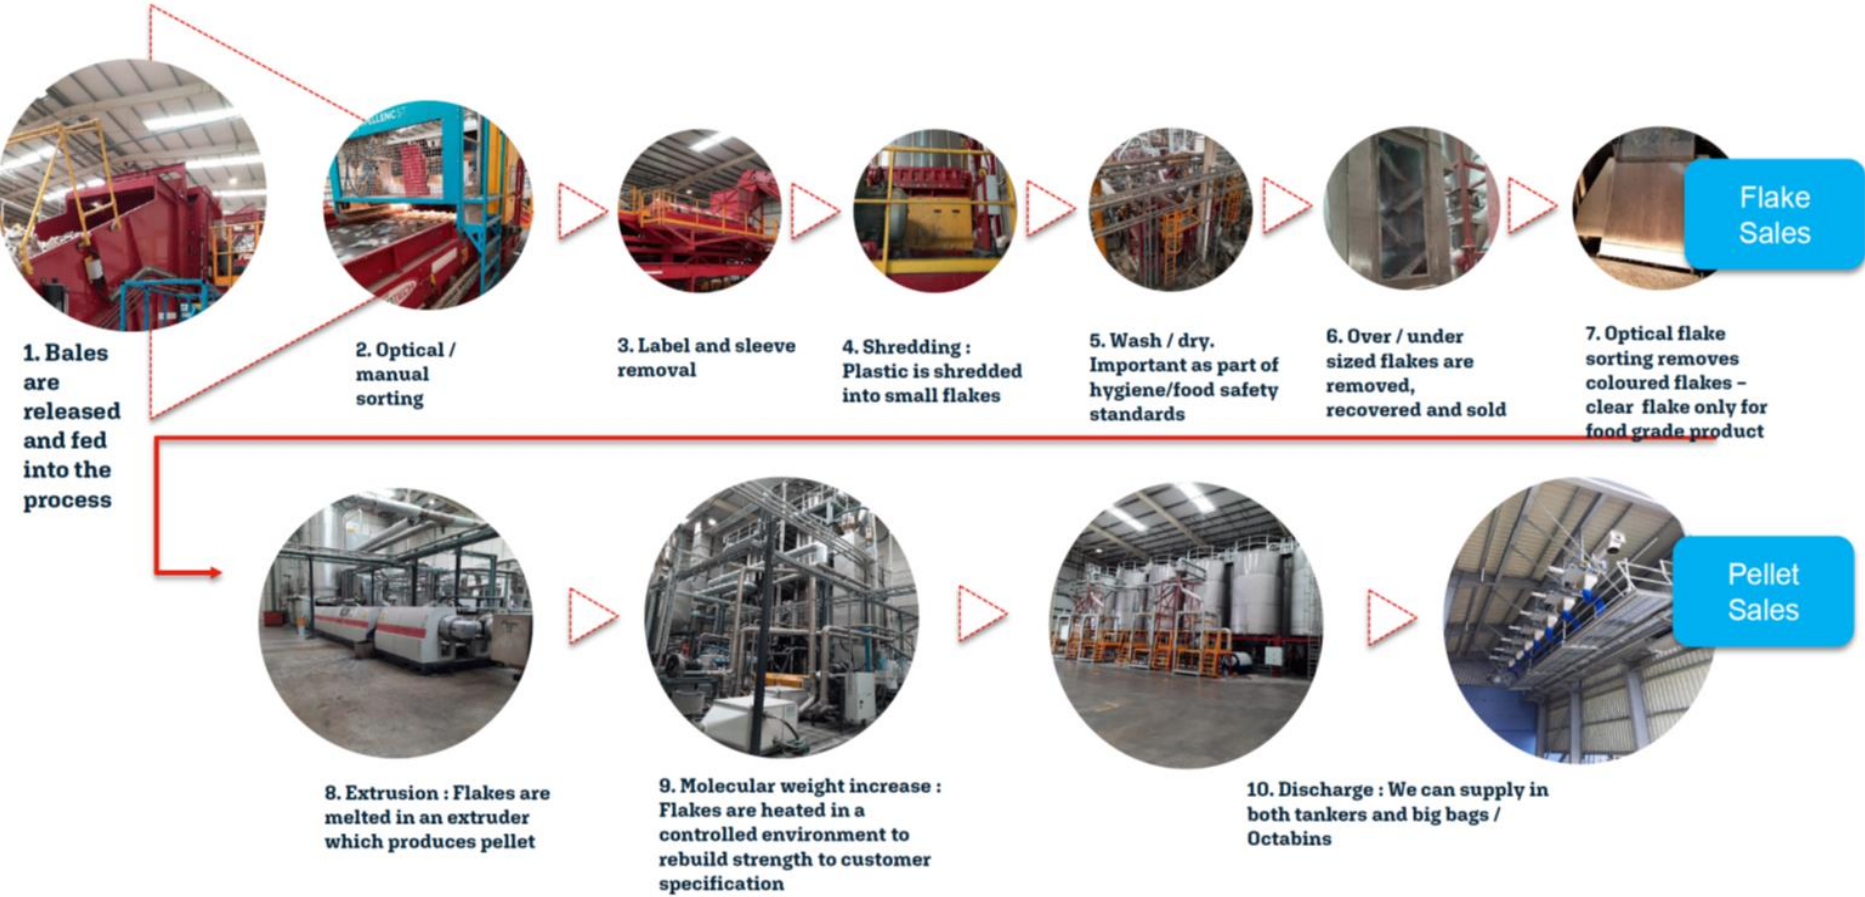 Flake
Sales
1. Bales
are
released
and fed
into the
process
2. Optical /
manual
sorting
3. Label and sleeve
removal
4. Shredding :
Plastic is shredded
into small flakes
5. Wash / dry.
Important as part of
hygiene/food safety
standards
6. Over / under
sized flakes are
removed,
recovered and sold
7. Optical flake
sorting removes
coloured flakes –
clear flake only for
food grade product
Pellet
Sales
8. Extrusion : Flakes are
melted in an extruder
which produces pellet
9. Molecular weight increase :
Flakes are heated in a
controlled environment to
rebuild strength to customer
specification
10. Discharge : We can supply in
both tankers and big bags /
Octabins